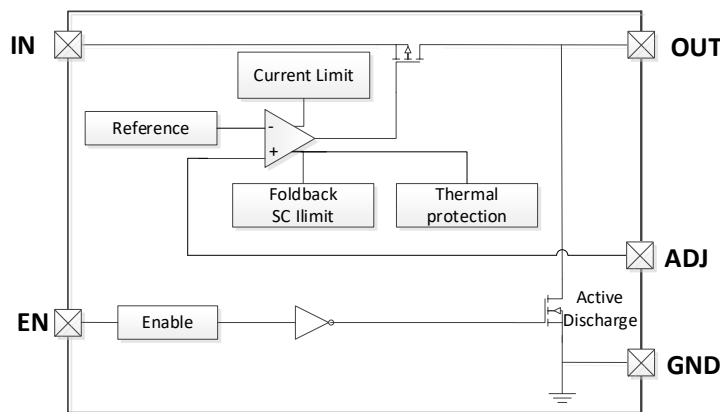 IN
OUT
Current Limit
Reference
-
+
Foldback
SC Ilimit
Thermal
protection
ADJ
EN
Enable
Active
Discharge
GND